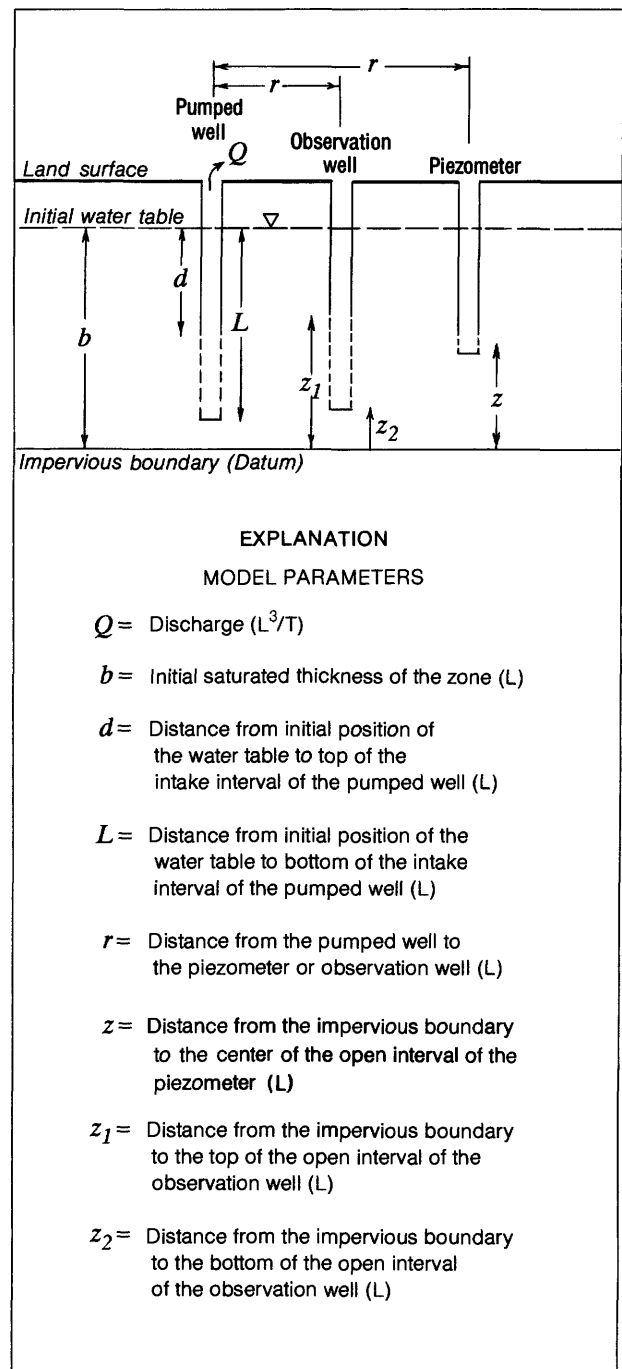 r
r
Pumped
well
Observation
well
Piezometer
Q
Land surface
Initial water table
d
b
L
z1
z
z2
Impervious boundary (Datum)
EXPLANATION
MODEL PARAMETERS
Q = Discharge (L³/T)
b = Initial saturated thickness of the zone (L)
d = Distance from initial position of
the water table to top of the
intake interval of the pumped well (L)
L = Distance from initial position of the
water table to bottom of the intake
interval of the pumped well (L)
r = Distance from the pumped well to
the piezometer or observation well (L)
z = Distance from the impervious boundary
to the center of the open interval of the
piezometer (L)
z1 = Distance from the impervious boundary
to the top of the open interval of the
observation well (L)
z2 = Distance from the impervious boundary
to the bottom of the open interval
of the observation well (L)